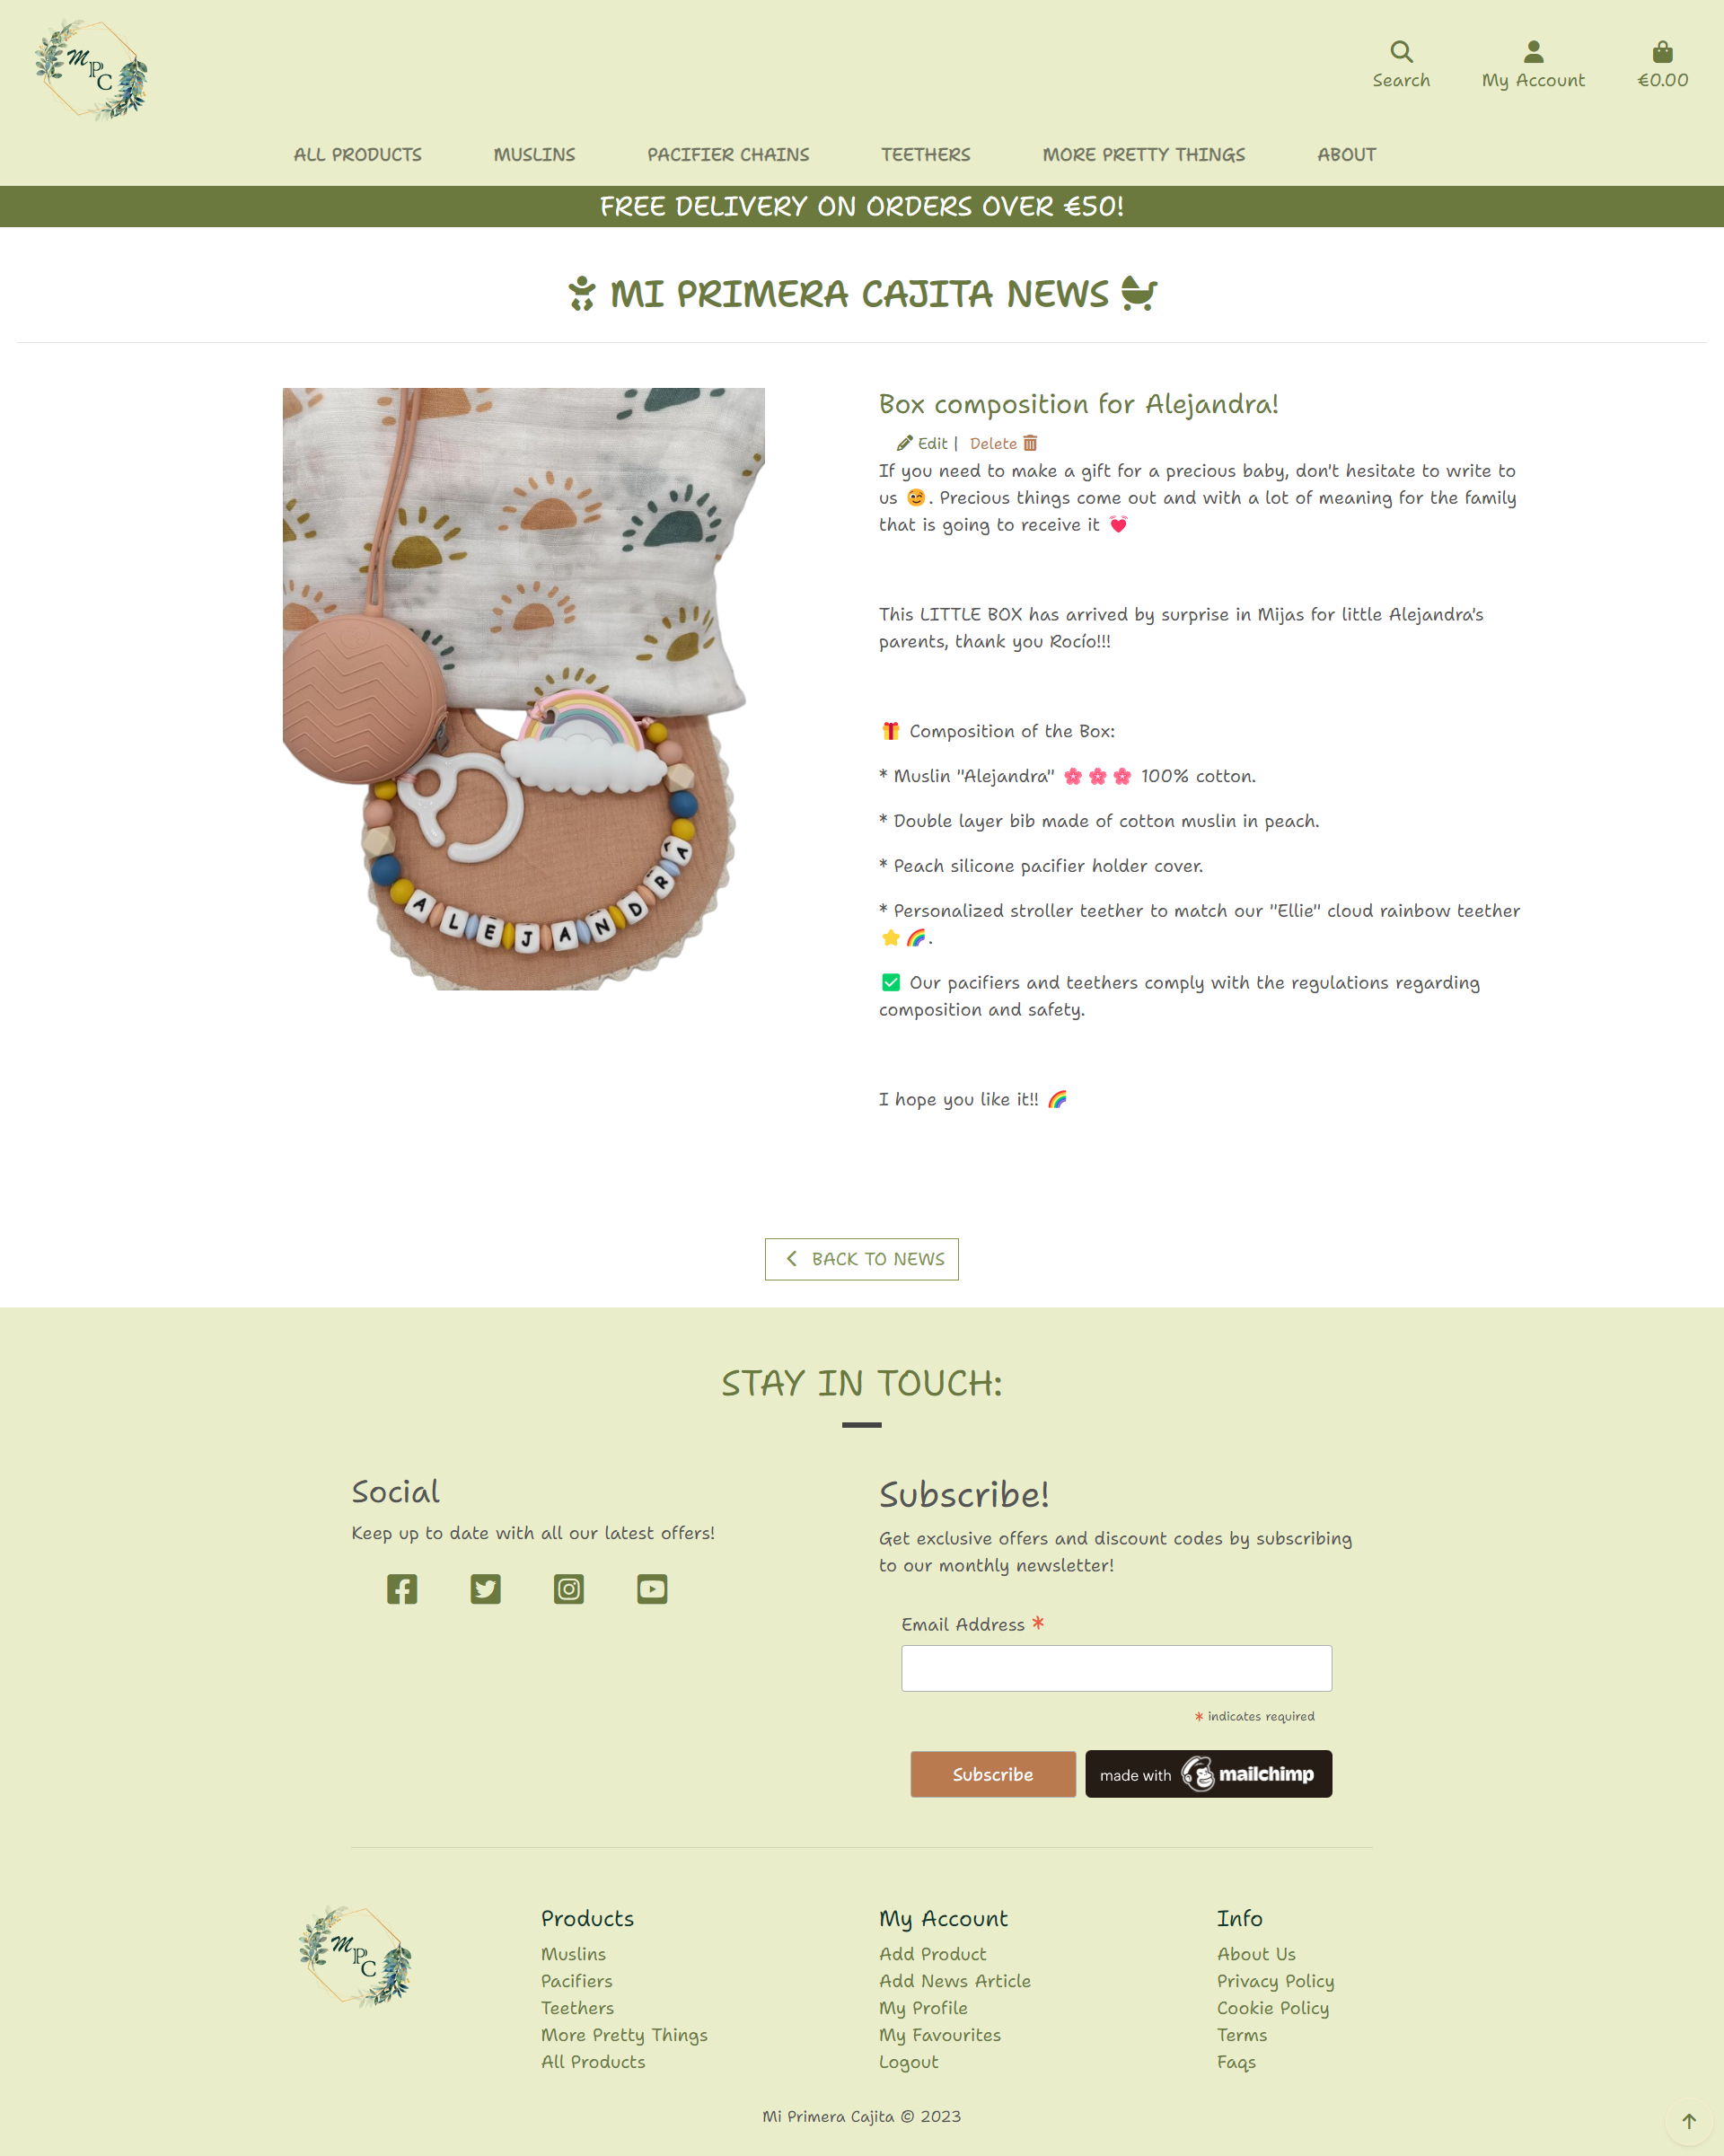 M
P
C
Search
My Account
€0.00
ALL PRODUCTS
MUSLINS
PACIFIER CHAINS
TEETHERS
MORE PRETTY THINGS
ABOUT
FREE DELIVERY ON ORDERS OVER €50!
MI PRIMERA CAJITA NEWS
ALEJANDRA
Box composition for Alejandra!
Edit | Delete
If you need to make a gift for a precious baby, don't hesitate to write to
us 😊. Precious things come out and with a lot of meaning for the family
that is going to receive it 💓
This LITTLE BOX has arrived by surprise in Mijas for little Alejandra's
parents, thank you Rocío!!!
🎁 Composition of the Box:
* Muslin "Alejandra" 🌸🌸🌸 100% cotton.
* Double layer bib made of cotton muslin in peach.
* Peach silicone pacifier holder cover.
* Personalized stroller teether to match our "Ellie" cloud rainbow teether
⭐🌈.
✅ Our pacifiers and teethers comply with the regulations regarding
composition and safety.
I hope you like it!! 🌈
BACK TO NEWS
STAY IN TOUCH:
Social
Keep up to date with all our latest offers!
Subscribe!
Get exclusive offers and discount codes by subscribing
to our monthly newsletter!
Email Address *
* indicates required
Subscribe
made with mailchimp
M
P
C
Products
Muslins
Pacifiers
Teethers
More Pretty Things
All Products
My Account
Add Product
Add News Article
My Profile
My Favourites
Logout
Info
About Us
Privacy Policy
Cookie Policy
Terms
Faqs
Mi Primera Cajita © 2023